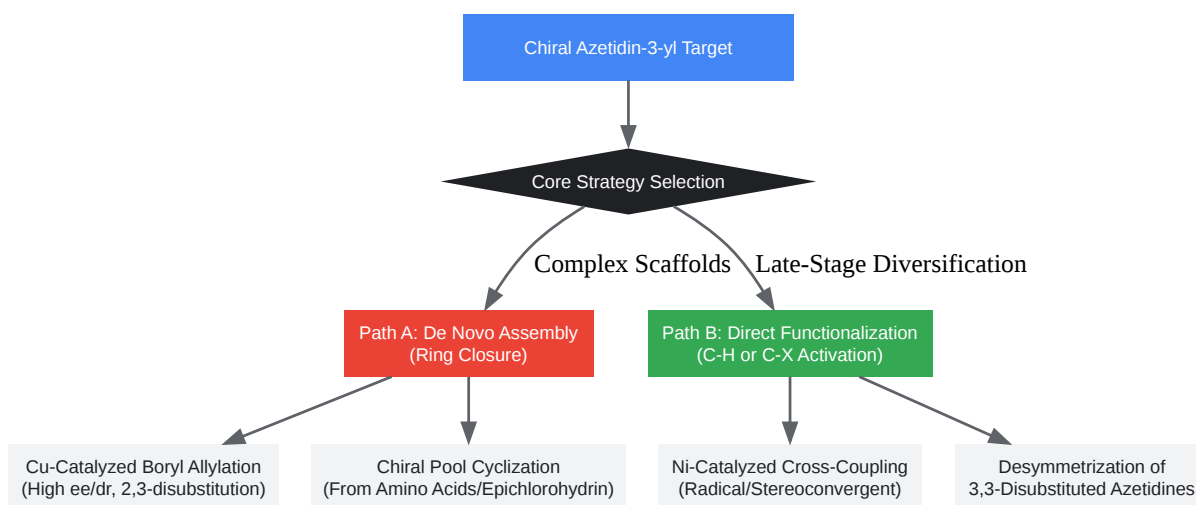 Chiral Azetidin-3-yl Target
Core Strategy Selection
Complex Scaffolds
Late-Stage Diversification
Path A: De Novo Assembly
(Ring Closure)
Path B: Direct Functionalization
(C-H or C-X Activation)
Cu-Catalyzed Boryl Allylation
(High ee/dr, 2,3-disubstitution)
Chiral Pool Cyclization
(From Amino Acids/Epichlorohydrin)
Ni-Catalyzed Cross-Coupling
(Radical/Stereoconvergent)
Desymmetrization of
3,3-Disubstituted Azetidines